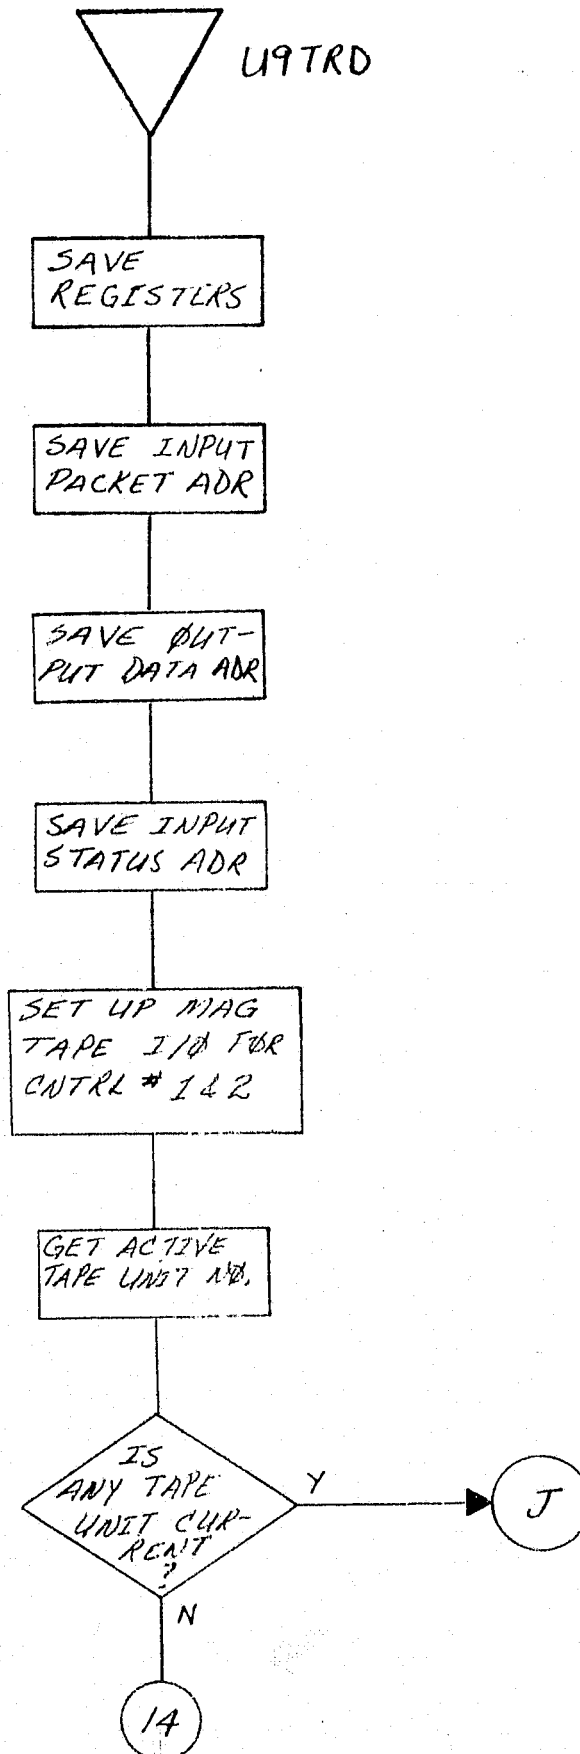 U9TRD
SAVE
REGISTERS
SAVE INPUT
PACKET ADR
SAVE ØUT-
PUT DATA ADR
SAVE INPUT
STATUS ADR
SET UP MAG
TAPE I/Ø FØR
CNTRL # 1 & 2
GET ACTIVE
TAPE UNIT NØ.
IS
ANY TAPE
UNIT CUR-
RENT
?
Y
J
N
14